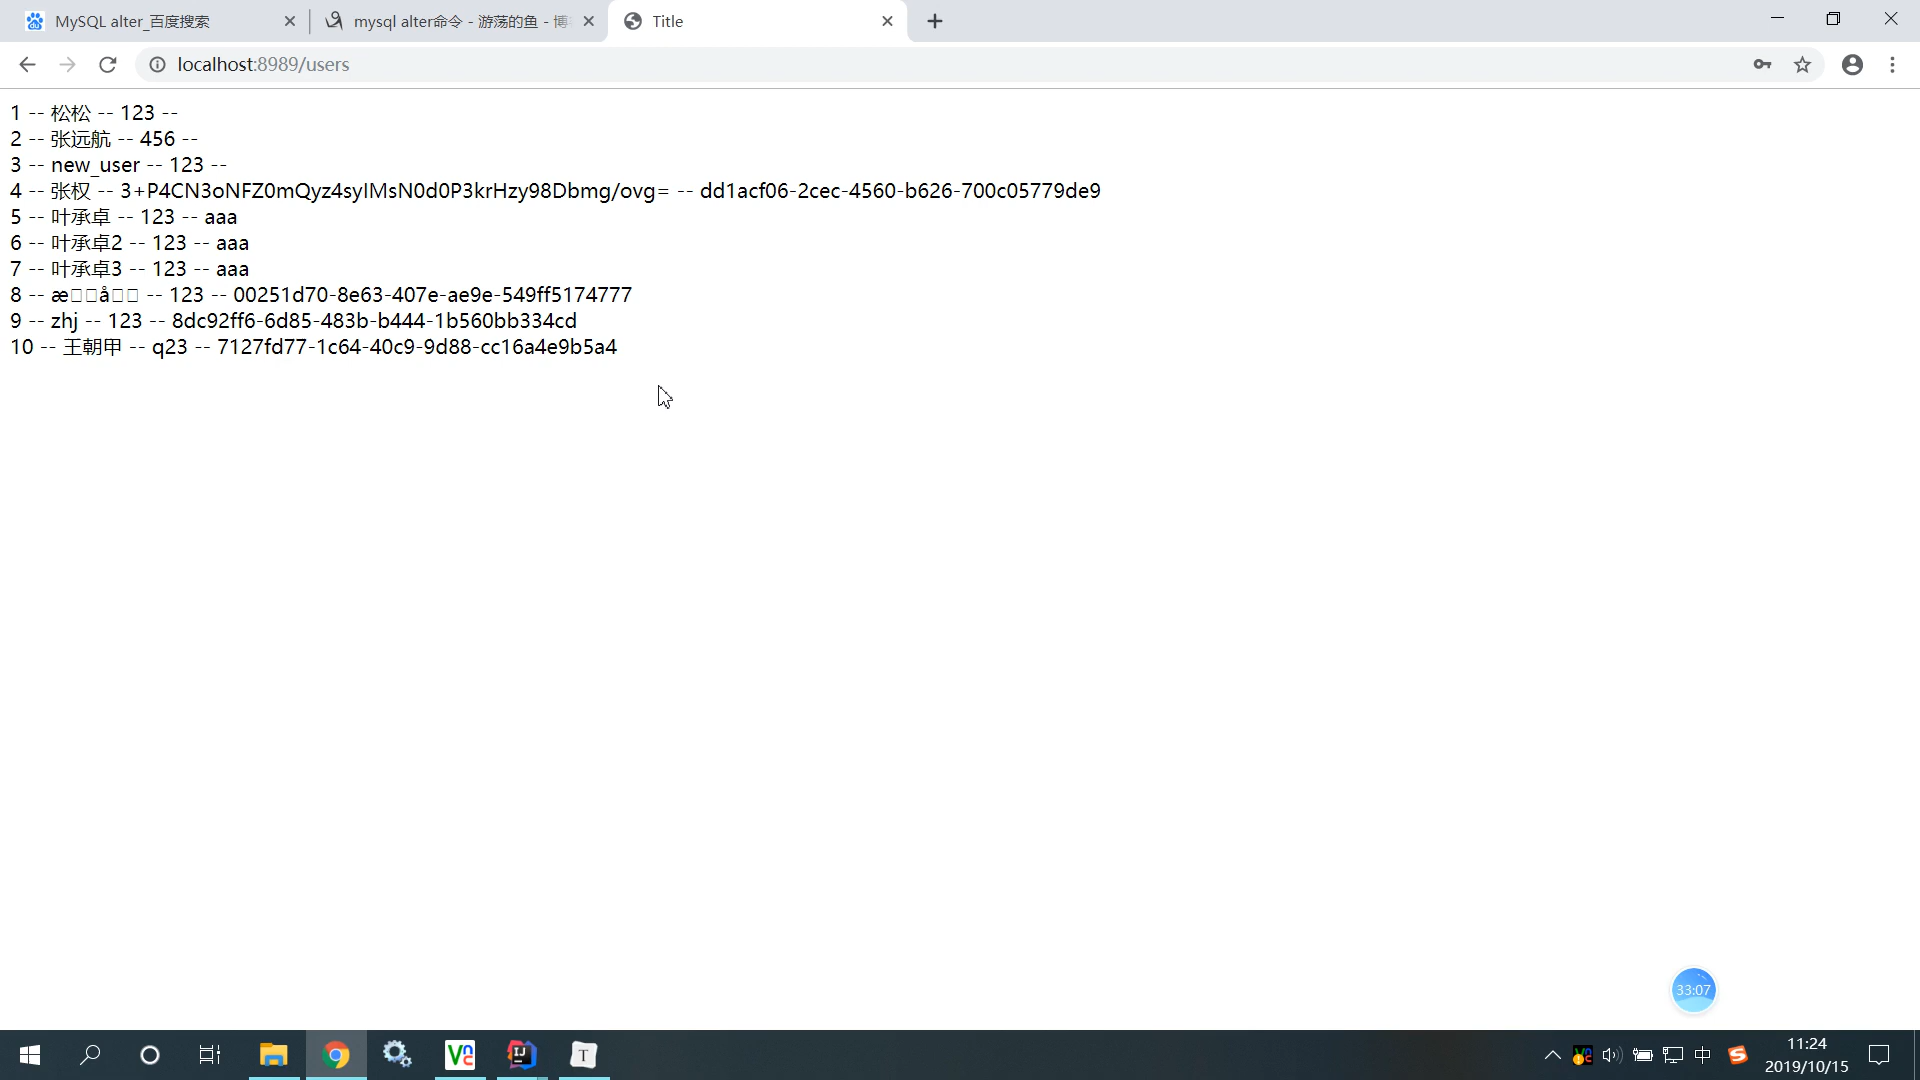 MySQL alter_百度搜索
mysql alter命令 - 游荡的鱼 - 博
Title
localhost:8989/users
1 -- 松松 -- 123 --
2 -- 张远航 -- 456 --
3 -- new_user -- 123 --
4 -- 张权 -- 3+P4CN3oNFZ0mQyz4syIMsN0d0P3krHzy98Dbmg/ovg= -- dd1acf06-2cec-4560-b626-700c05779de9
5 -- 叶承卓 -- 123 -- aaa
6 -- 叶承卓2 -- 123 -- aaa
7 -- 叶承卓3 -- 123 -- aaa
8 -- æ□□å□□ -- 123 -- 00251d70-8e63-407e-ae9e-549ff5174777
9 -- zhj -- 123 -- 8dc92ff6-6d85-483b-b444-1b560bb334cd
10 -- 王朝甲 -- q23 -- 7127fd77-1c64-40c9-9d88-cc16a4e9b5a4
33:07
中
11:24
2019/10/15